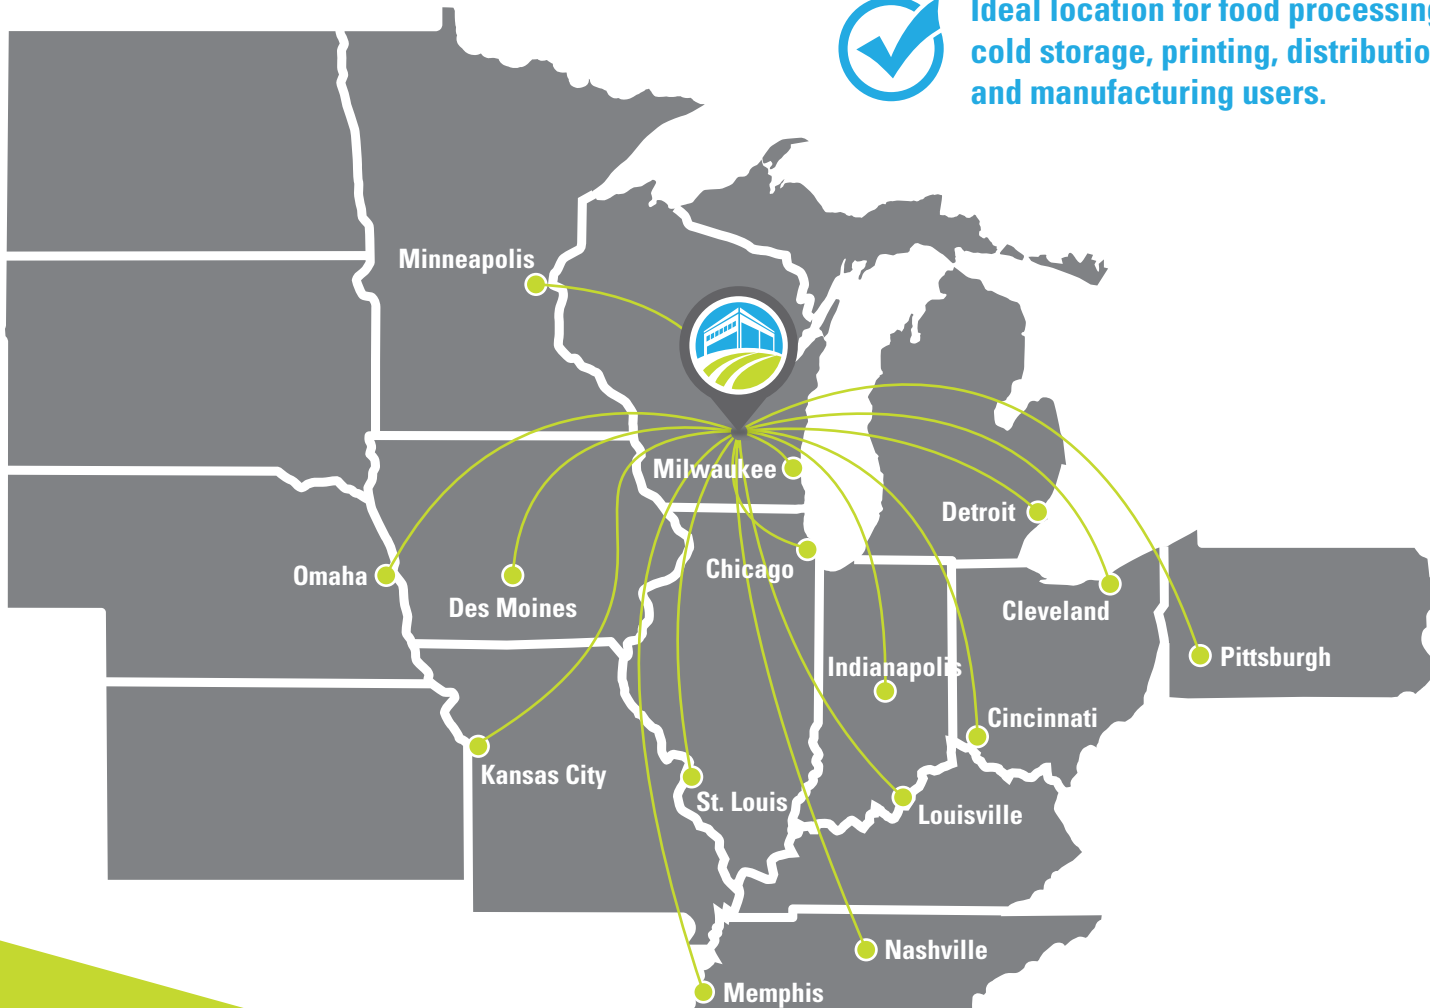 Ideal location for food processing
cold storage, printing, distributio
and manufacturing users.
Minneapolis
Milwaukee
Detroit
Chicago
Omaha
Des Moines
Cleveland
Indianapolis
Pittsburgh
Cincinnati
Kansas City
St. Louis
Louisville
Nashville
Memphis